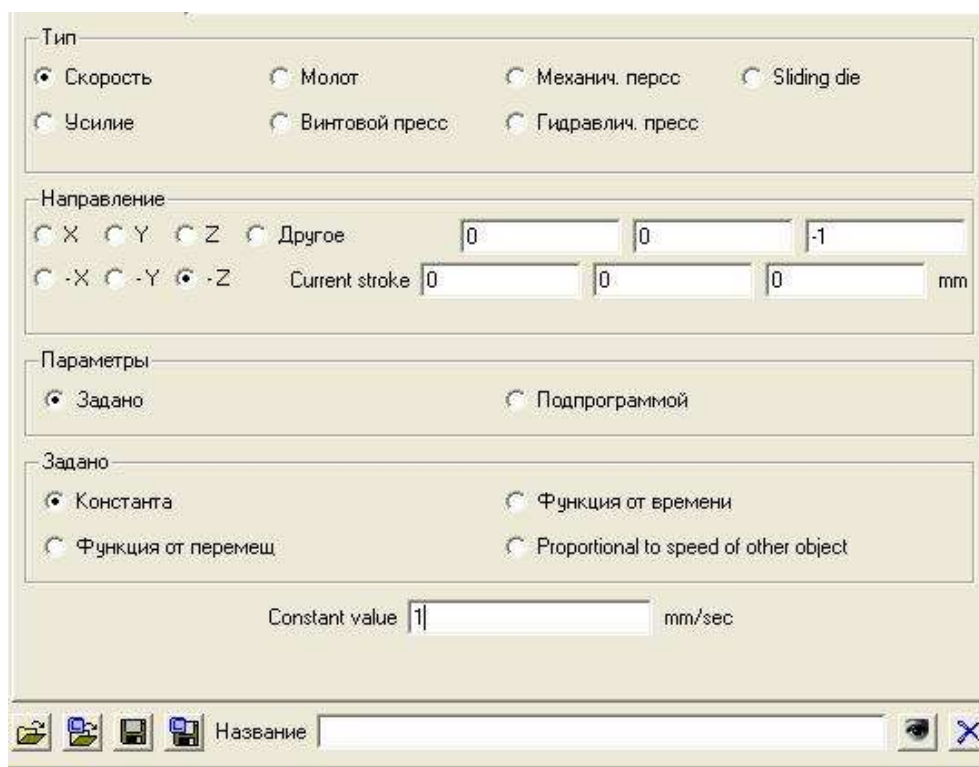 Тип
Скорость Молот Механич. персс Sliding die
Усилие Винтовой пресс Гидравлич. пресс
Направление
X Y Z Другое 0 0 -1
-X -Y -Z Current stroke 0 0 0 mm
Параметры
Задано Подпрограммой
Задано
Константа Функция от времени
Функция от перемещ Proportional to speed of other object
Constant value 1 mm/sec
Название